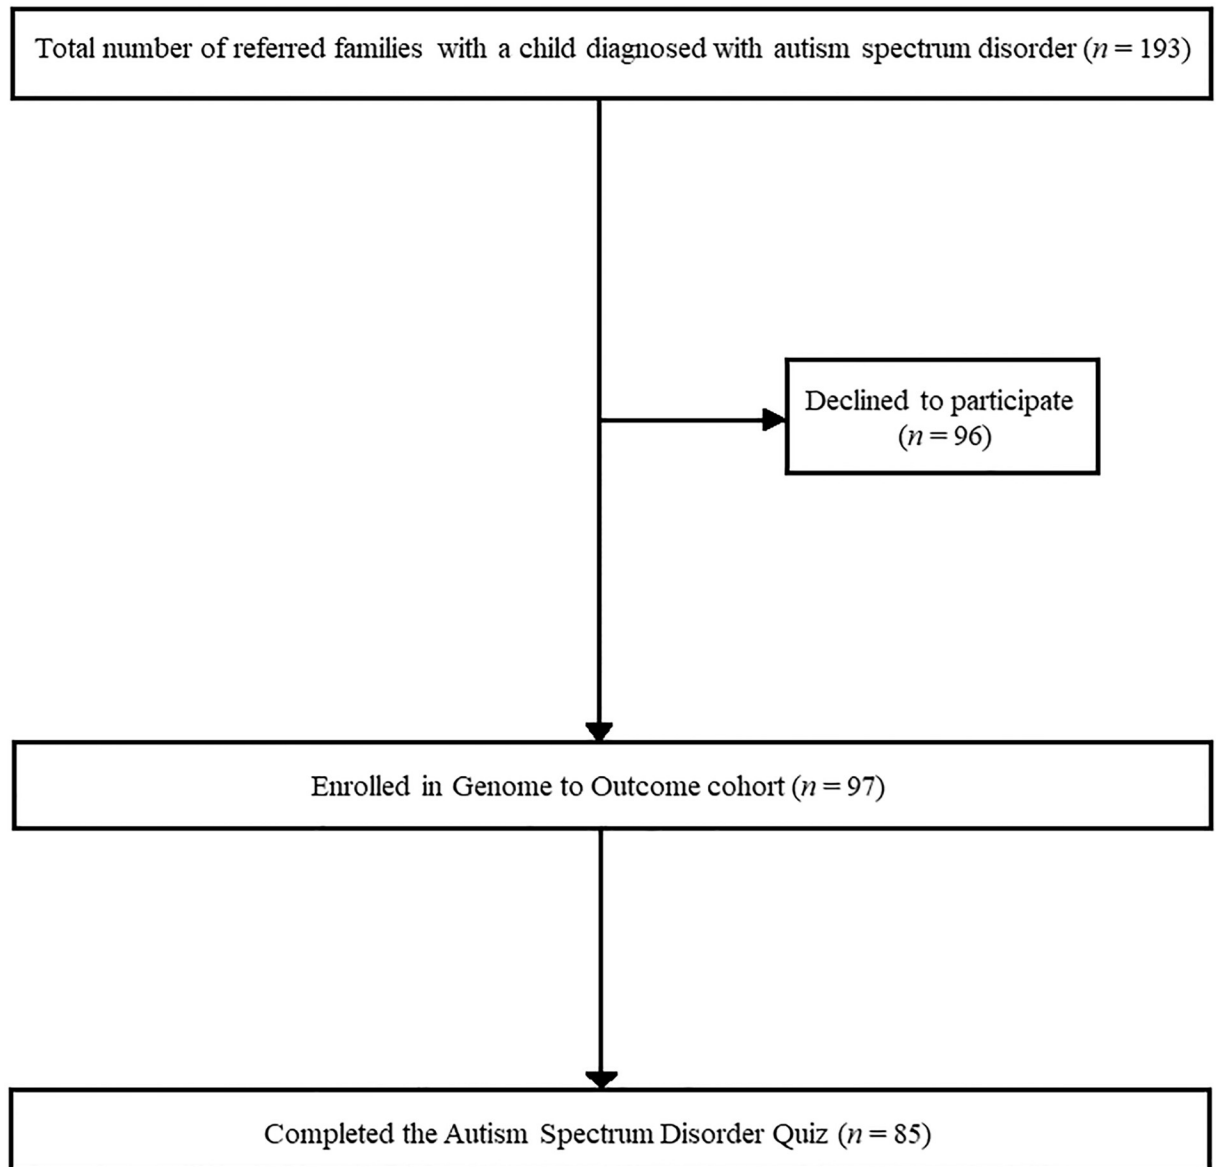 Total number of referred families with a child diagnosed with autism spectrum disorder (n = 193)
Declined to participate
(n = 96)
Enrolled in Genome to Outcome cohort (n = 97)
Completed the Autism Spectrum Disorder Quiz (n = 85)